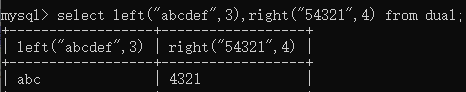 mysql> select left("abcdef",3),right("54321",4) from dual;
+------------------+------------------+
| left("abcdef",3) | right("54321",4) |
+------------------+------------------+
| abc              | 4321             |